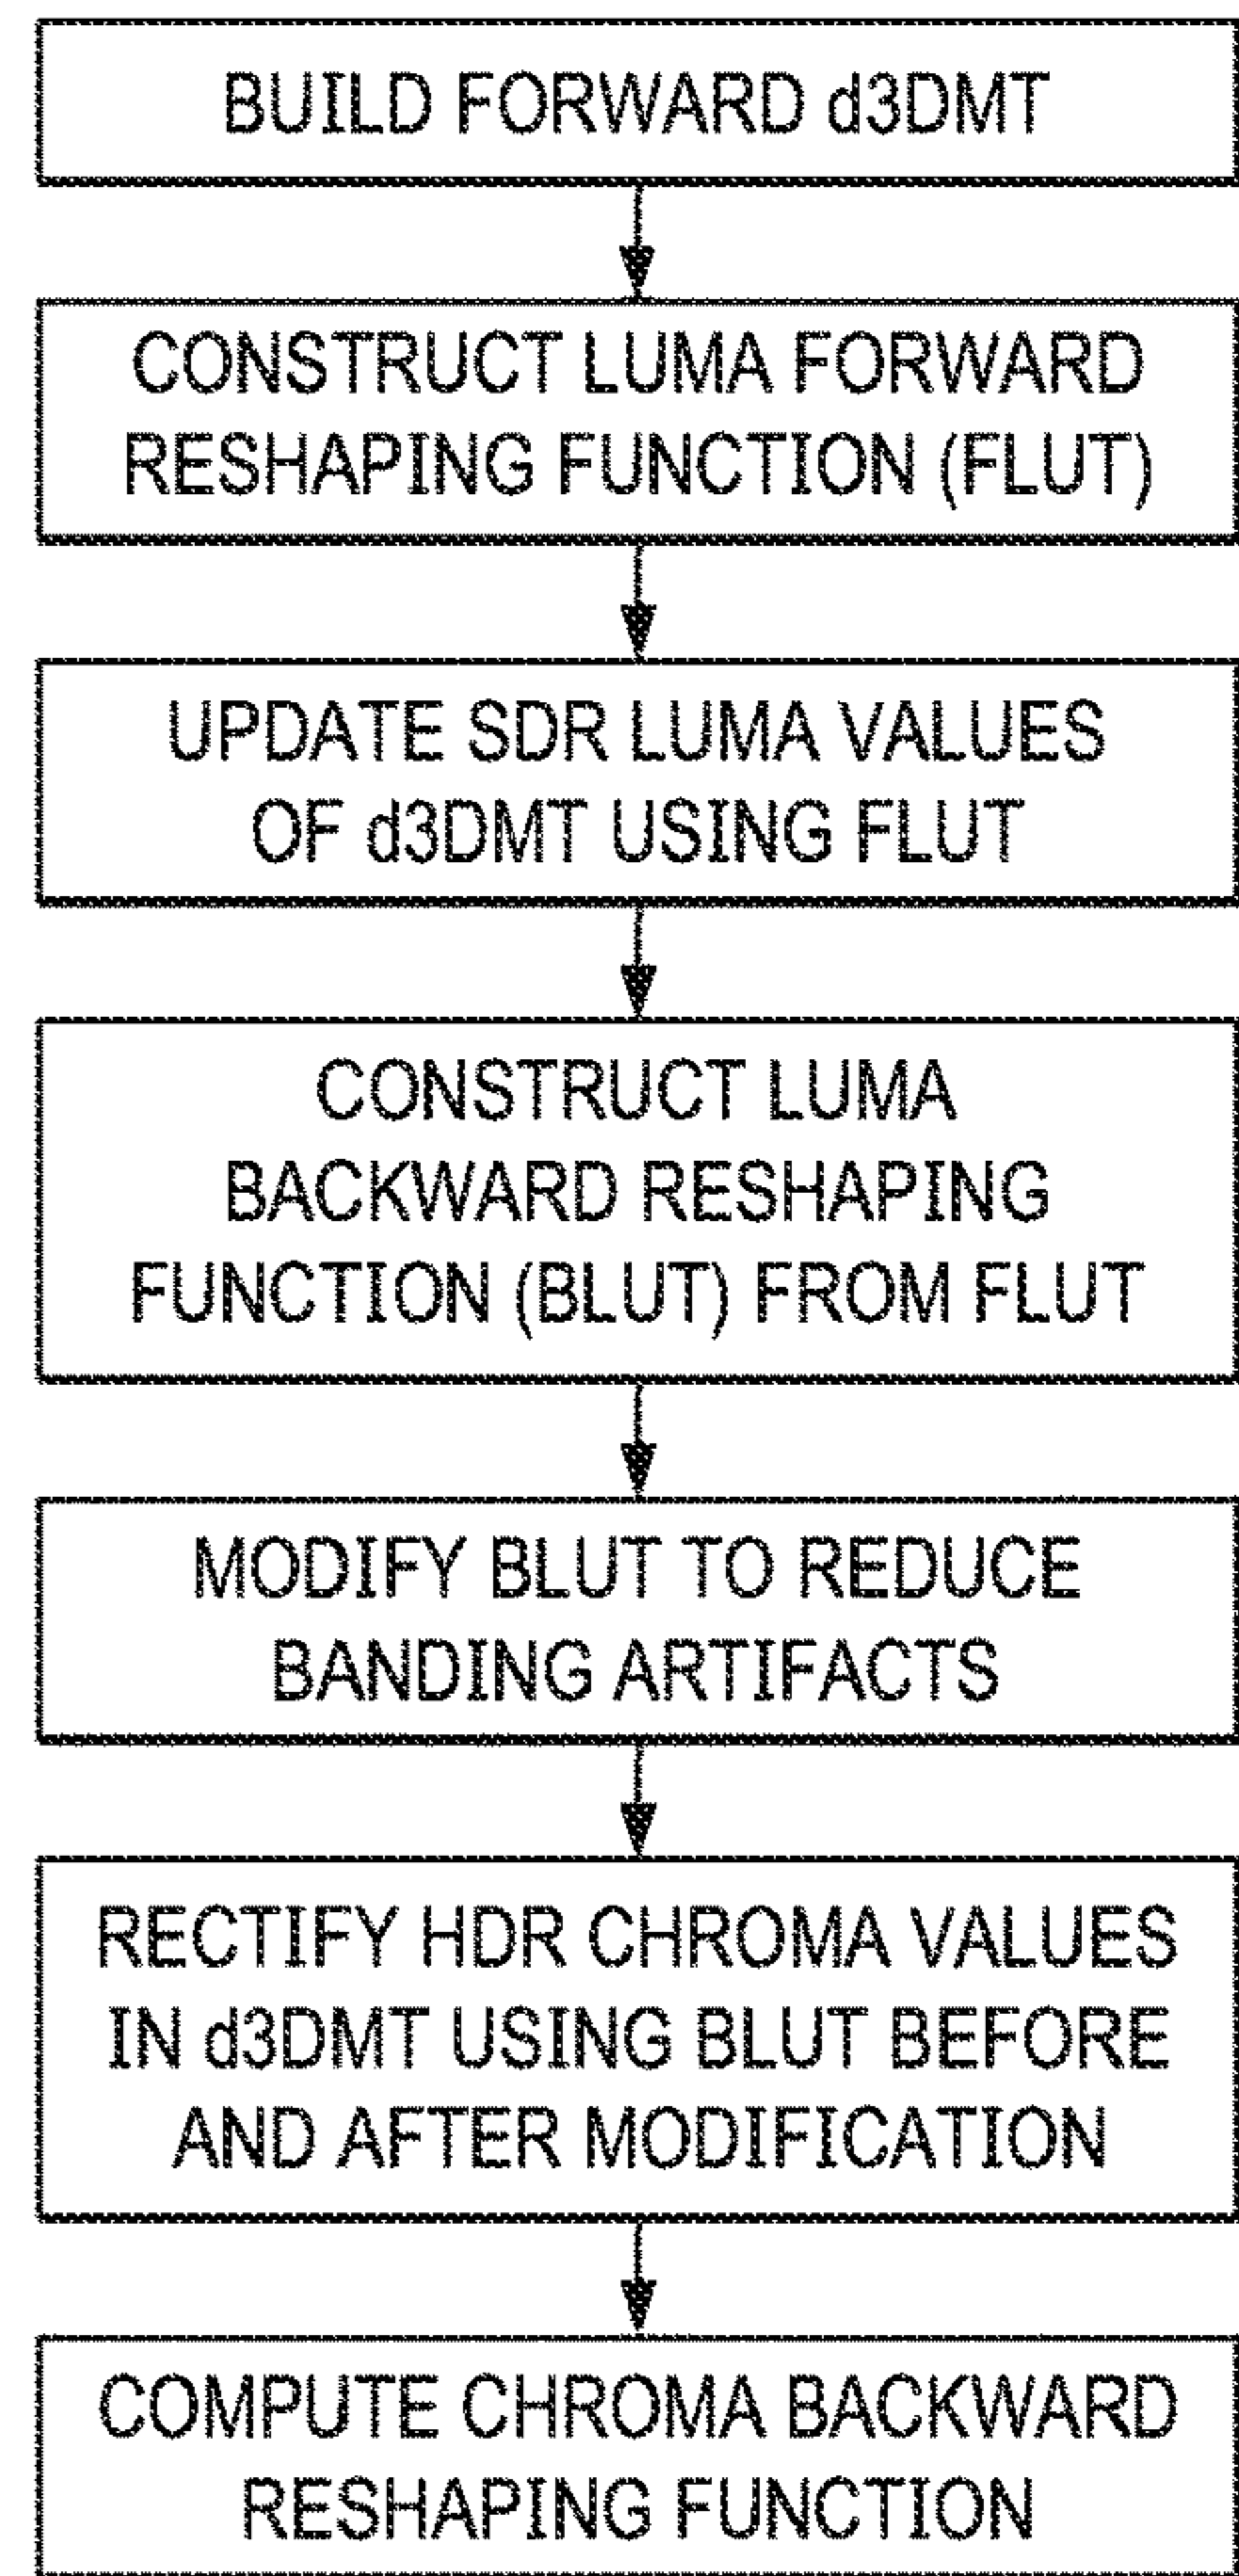 BUILD FORWARD d3DMT
CONSTRUCT LUMA FORWARD
RESHAPING FUNCTION (FLUT)
UPDATE SDR LUMA VALUES
OF d3DMT USING FLUT
CONSTRUCT LUMA
BACKWARD RESHAPING
FUNCTION (BLUT) FROM FLUT
MODIFY BLUT TO REDUCE
BANDING ARTIFACTS
RECTIFY HDR CHROMA VALUES
IN d3DMT USING BLUT BEFORE
AND AFTER MODIFICATION
COMPUTE CHROMA BACKWARD
RESHAPING FUNCTION